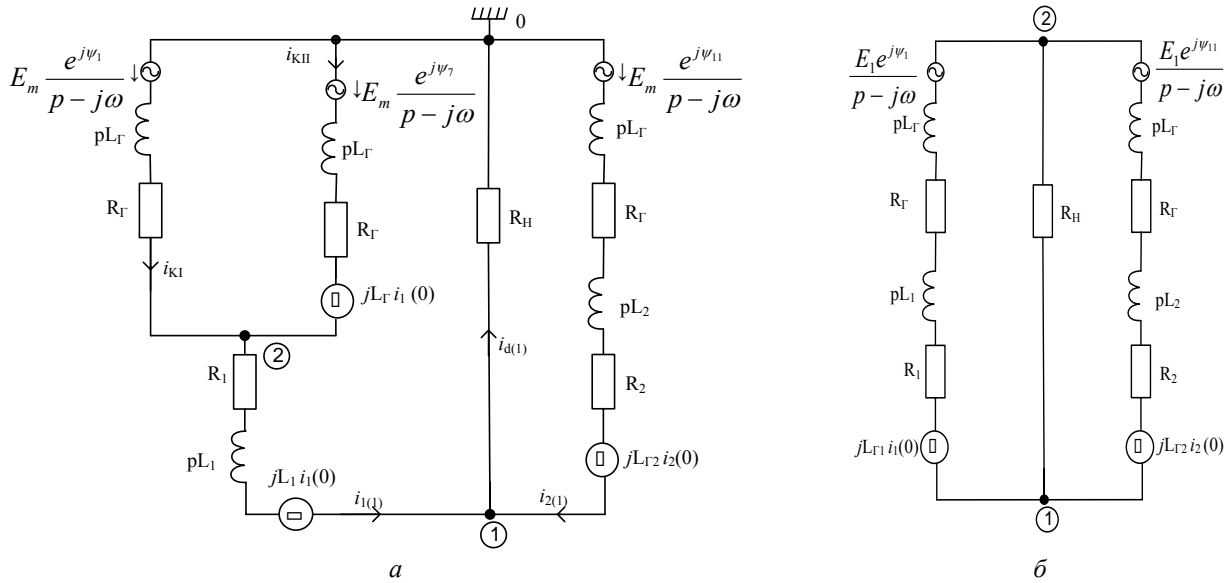 0
2
i_KII
E_m e^{jψ_1} / (p − jω)
↓E_m e^{jψ_7} / (p − jω)
↓E_m e^{jψ_11} / (p − jω)
E_1e^{jψ_1} / (p − jω)
E_1e^{jψ_11} / (p − jω)
pL_Г
pL_Г
pL_Г
pL_Г
pL_Г
R_Г
R_Г
R_Н
R_Г
R_Г
R_Н
R_Г
i_KI
jL_Г i_1 (0)
pL_2
pL_1
pL_2
2
i_d(1)
R_1
R_2
R_1
R_2
pL_1
jL_1 i_1(0)
jL_Г2 i_2(0)
jL_Г1 i_1(0)
jL_Г2 i_2(0)
i_1(1)
i_2(1)
1
1
а
б